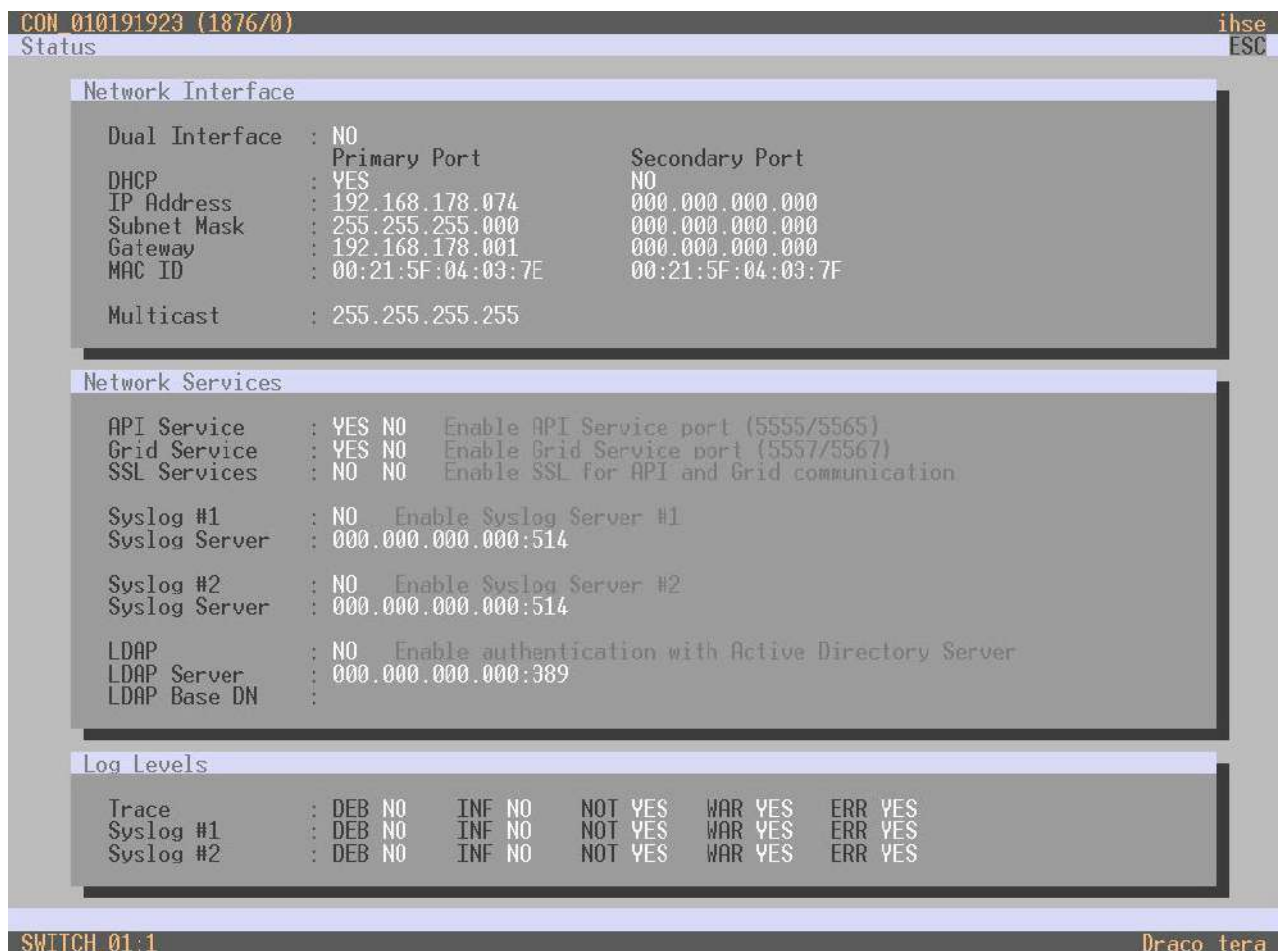 CON_010191923 (1876/0) ihse
Status ESC
Network Interface
Dual Interface : NO
Primary Port Secondary Port
DHCP : YES NO
IP Address : 192.168.178.074 000.000.000.000
Subnet Mask : 255.255.255.000 000.000.000.000
Gateway : 192.168.178.001 000.000.000.000
MAC ID : 00:21:5F:04:03:7E 00:21:5F:04:03:7F
Multicast : 255.255.255.255
Network Services
API Service : YES NO Enable API Service port (5555/5565)
Grid Service : YES NO Enable Grid Service port (5557/5567)
SSL Services : NO NO Enable SSL for API and Grid communication
Syslog #1 : NO Enable Syslog Server #1
Syslog Server : 000.000.000.000:514
Syslog #2 : NO Enable Syslog Server #2
Syslog Server : 000.000.000.000:514
LDAP : NO Enable authentication with Active Directory Server
LDAP Server : 000.000.000.000:389
LDAP Base DN :
Log Levels
Trace : DEB NO INF NO NOT YES WAR YES ERR YES
Syslog #1 : DEB NO INF NO NOT YES WAR YES ERR YES
Syslog #2 : DEB NO INF NO NOT YES WAR YES ERR YES
SWITCH_01:1 Draco tera